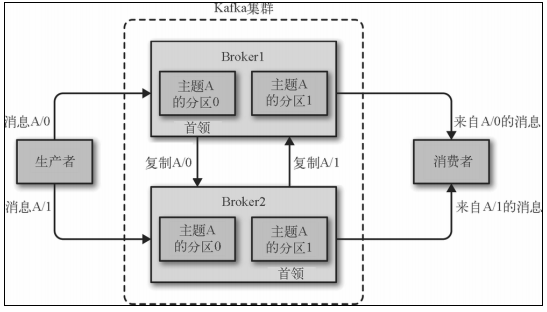 Kafka集群
Broker1
主题A
的分区0
主题A
的分区1
首领
消息A/0
生产者
消息A/1
复制A/0
复制A/1
来自A/0的消息
消费者
来自A/1的消息
Broker2
主题A
的分区0
主题A
的分区1
首领